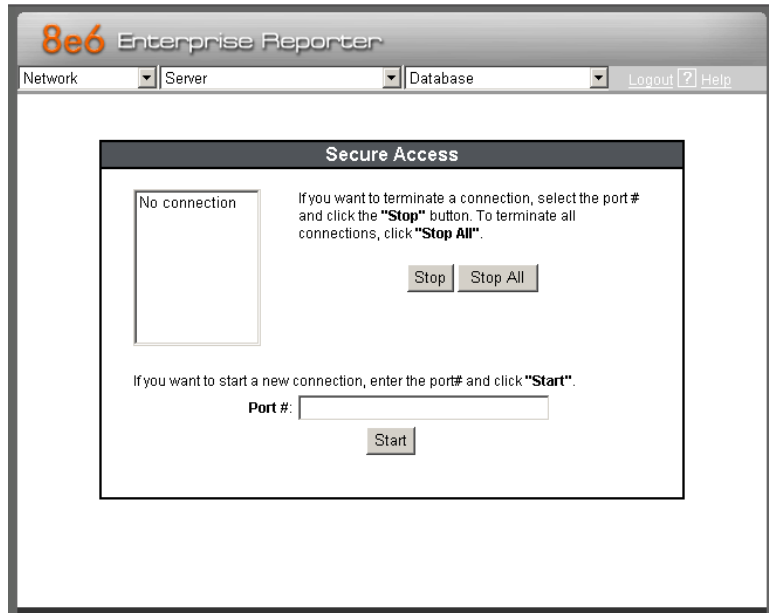 8e6 Enterprise Reporter
Network Server Database Logout ? Help
Secure Access
No connection
If you want to terminate a connection, select the port #
and click the "Stop" button. To terminate all
connections, click "Stop All".
Stop Stop All
If you want to start a new connection, enter the port# and click "Start".
Port #:
Start